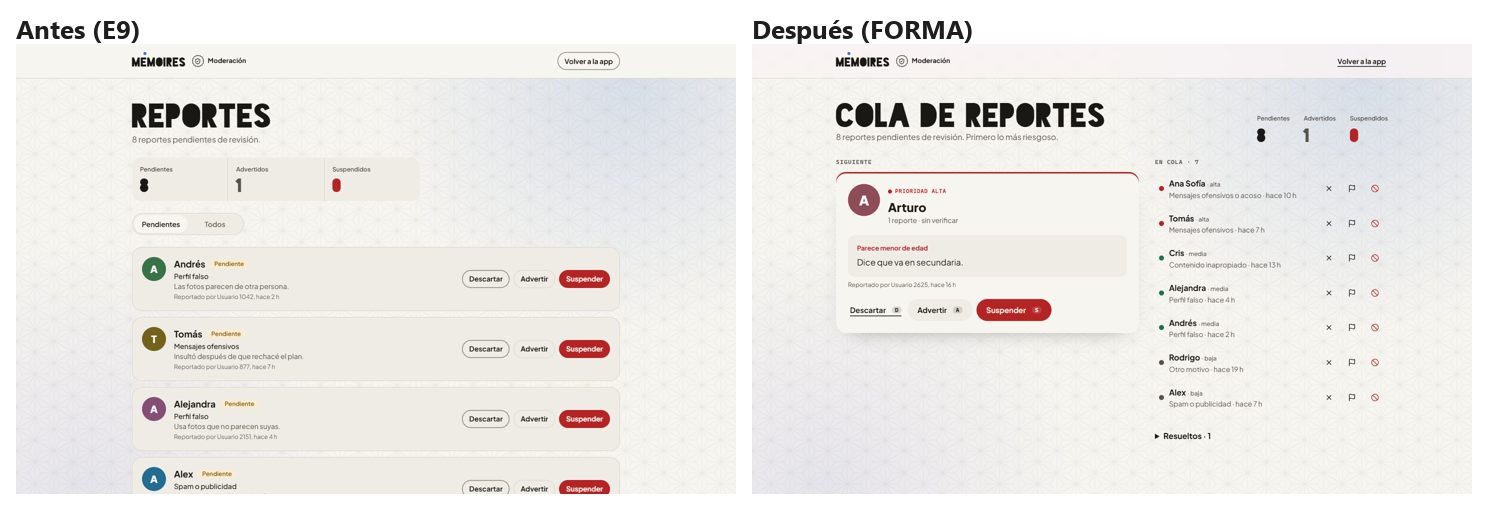 Antes (E9)
MEMOIRES Moderación
Volver a la app
REPORTES
8 reportes pendientes de revisión.
Pendientes Advertidos Suspendidos
8 1 0
Pendientes Todos
A Andrés Pendiente
Perfil falso
Las fotos parecen de otra persona.
Reportado por Usuario 1042, hace 2 h
Descartar Advertir Suspender
T Tomás Pendiente
Mensajes ofensivos
Insultó después de que rechacé el plan.
Reportado por Usuario 877, hace 7 h
Descartar Advertir Suspender
A Alejandra Pendiente
Perfil falso
Usa fotos que no parecen suyas.
Reportado por Usuario 2151, hace 4 h
Descartar Advertir Suspender
A Alex Pendiente
Spam o publicidad
Descartar Advertir Suspender
Después (FORMA)
MEMOIRES Moderación
Volver a la app
COLA DE REPORTES
8 reportes pendientes de revisión. Primero lo más riesgoso.
Pendientes Advertidos Suspendidos
8 1 0
SIGUIENTE
A
PRIORIDAD ALTA
Arturo
1 reporte · sin verificar
Parece menor de edad
Dice que va en secundaria.
Reportado por Usuario 2625, hace 16 h
Descartar D Advertir A Suspender S
EN COLA · 7
Ana Sofía · alta
Mensajes ofensivos o acoso · hace 10 h
Tomás · alta
Mensajes ofensivos · hace 7 h
Cris · media
Contenido inapropiado · hace 13 h
Alejandra · media
Perfil falso · hace 4 h
Andrés · media
Perfil falso · hace 2 h
Rodrigo · baja
Otro motivo · hace 19 h
Alex · baja
Spam o publicidad · hace 7 h
Resueltos · 1